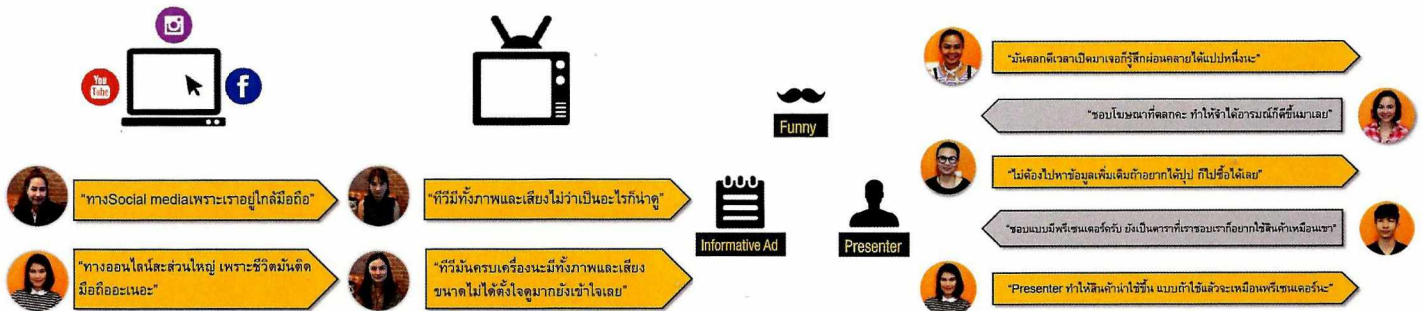 You
Tube
f
"ทางSocial mediaเพราะเราอยู่ใกล้มือถือ"
"ทางออนไลน์สะส่วนใหญ่ เพราะชีวิตมันติด
มือถืออะเนอะ"
"ทีวีมีทั้งภาพและเสียงไม่ว่าเป็นอะไรก็น่าดู"
"ทีวีมันครบเครื่องนะมีทั้งภาพและเสียง
ขนาดไม่ได้ตั้งใจดูมากยังเข้าใจเลย"
Funny
Informative Ad
Presenter
"มันตลกดีเวลาเปิดมาเจอก็รู้สึกผ่อนคลายได้แปปหนึ่งนะ"
"ชอบโฆษณาที่ตลกคะ ทำให้จำได้อารมณ์ก็ดีขึ้นมาเลย"
"ไม่ต้องไปหาข้อมูลเพิ่มเติมถ้าอยากได้ปุป ก็ไปซื้อได้เลย"
"ชอบแบบมีพรีเซนเตอร์ครับ ยังเป็นดาราที่เราชอบเราก็อยากใช้สินค้าเหมือนเขา"
"Presenter ทำให้สินค้าน่าใช้ขึ้น แบบถ้าใช้แล้วจะเหมือนพรีเซนเตอร์นะ"